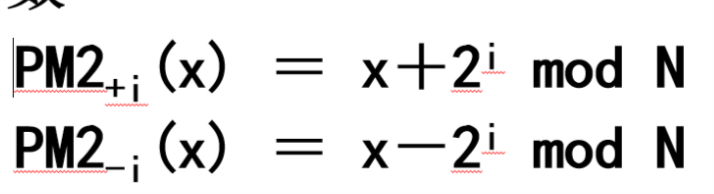 PM2₊ᵢ(x) = x+2ⁱ mod N
PM2₋ᵢ(x) = x−2ⁱ mod N